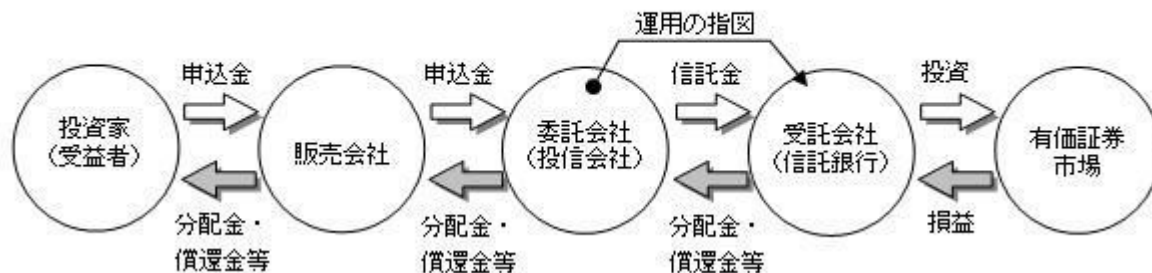 運用の指図
申込金
申込金
信託金
投資
投資家
(受益者)
販売会社
委託会社
(投信会社)
受託会社
(信託銀行)
有価証券
市場
分配金・
償還金等
分配金・
償還金等
分配金・
償還金等
損益